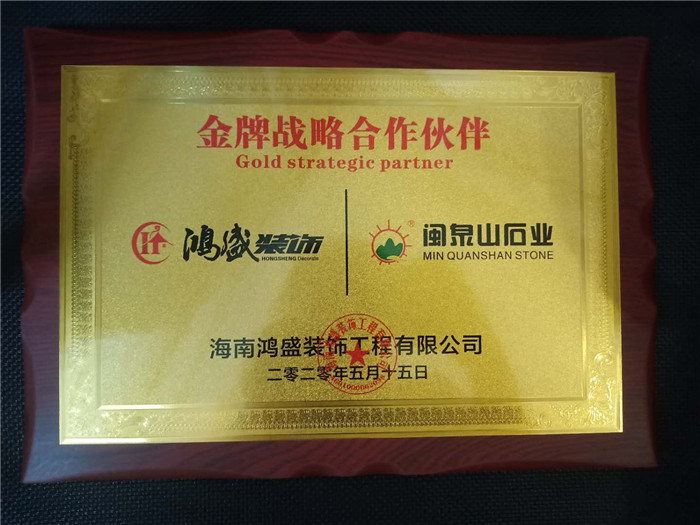 金牌战略合作伙伴
Gold strategic partner
鸿盛装饰
HONGSHENG Decorate
®
闽泉山石业
MIN QUANSHAN STONE
海南鸿盛装饰工程有限公司
二零二零年五月十五日